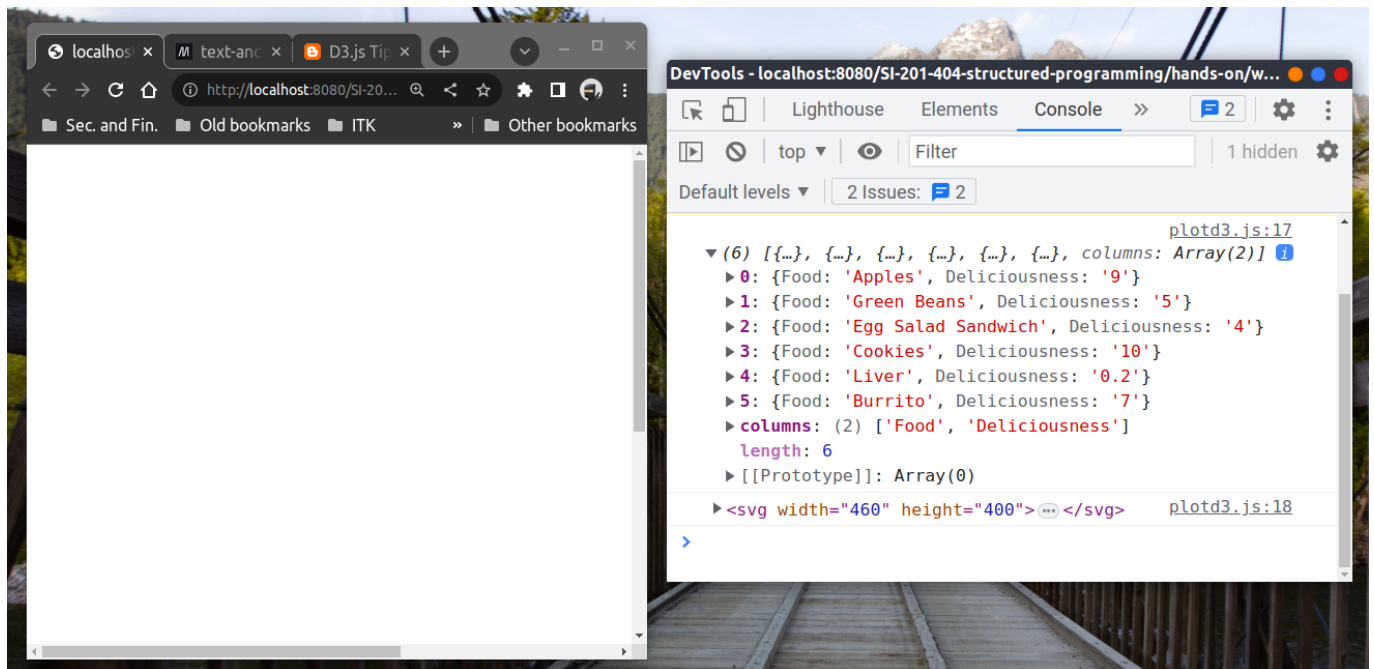 localhos
text-and
D3.js Tip
http://localhost:8080/SI-20...
Sec. and Fin.
Old bookmarks
ITK
»
Other bookmarks
DevTools - localhost:8080/SI-201-404-structured-programming/hands-on/w...
Lighthouse Elements Console » 2
top ▼ Filter 1 hidden
Default levels ▼ 2 Issues: 2
plotd3.js:17
▼(6) [{…}, {…}, {…}, {…}, {…}, {…}, columns: Array(2)] i
▶0: {Food: 'Apples', Deliciousness: '9'}
▶1: {Food: 'Green Beans', Deliciousness: '5'}
▶2: {Food: 'Egg Salad Sandwich', Deliciousness: '4'}
▶3: {Food: 'Cookies', Deliciousness: '10'}
▶4: {Food: 'Liver', Deliciousness: '0.2'}
▶5: {Food: 'Burrito', Deliciousness: '7'}
▶columns: (2) ['Food', 'Deliciousness']
length: 6
▶[[Prototype]]: Array(0)
▶<svg width="460" height="400">…</svg> plotd3.js:18
>